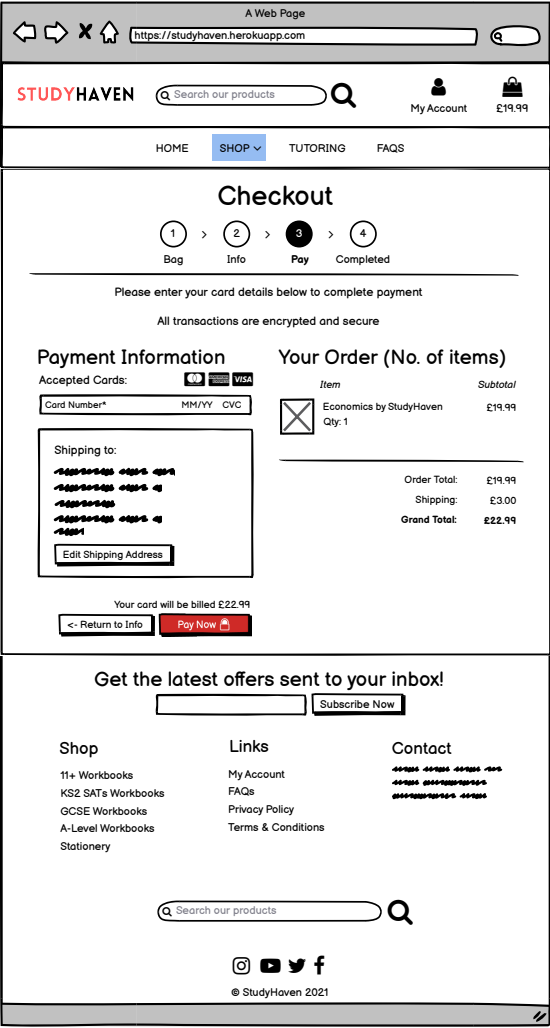 A Web Page
https://studyhaven.herokuapp.com
STUDYHAVEN
Search our products
My Account
£19.99
HOME
SHOP
TUTORING
FAQS
Checkout
1
2
3
4
Bag
Info
Pay
Completed
Please enter your card details below to complete payment
All transactions are encrypted and secure
Payment Information
Accepted Cards:
VISA
Card Number* MM/YY CVC
Shipping to:
Edit Shipping Address
Your card will be billed £22.99
<- Return to Info
Pay Now
Your Order (No. of items)
Item Subtotal
Economics by StudyHaven £19.99
Qty: 1
Order Total: £19.99
Shipping: £3.00
Grand Total: £22.99
Get the latest offers sent to your inbox!
Subscribe Now
Shop
11+ Workbooks
KS2 SATs Workbooks
GCSE Workbooks
A-Level Workbooks
Stationery
Links
My Account
FAQs
Privacy Policy
Terms & Conditions
Contact
Search our products
© StudyHaven 2021